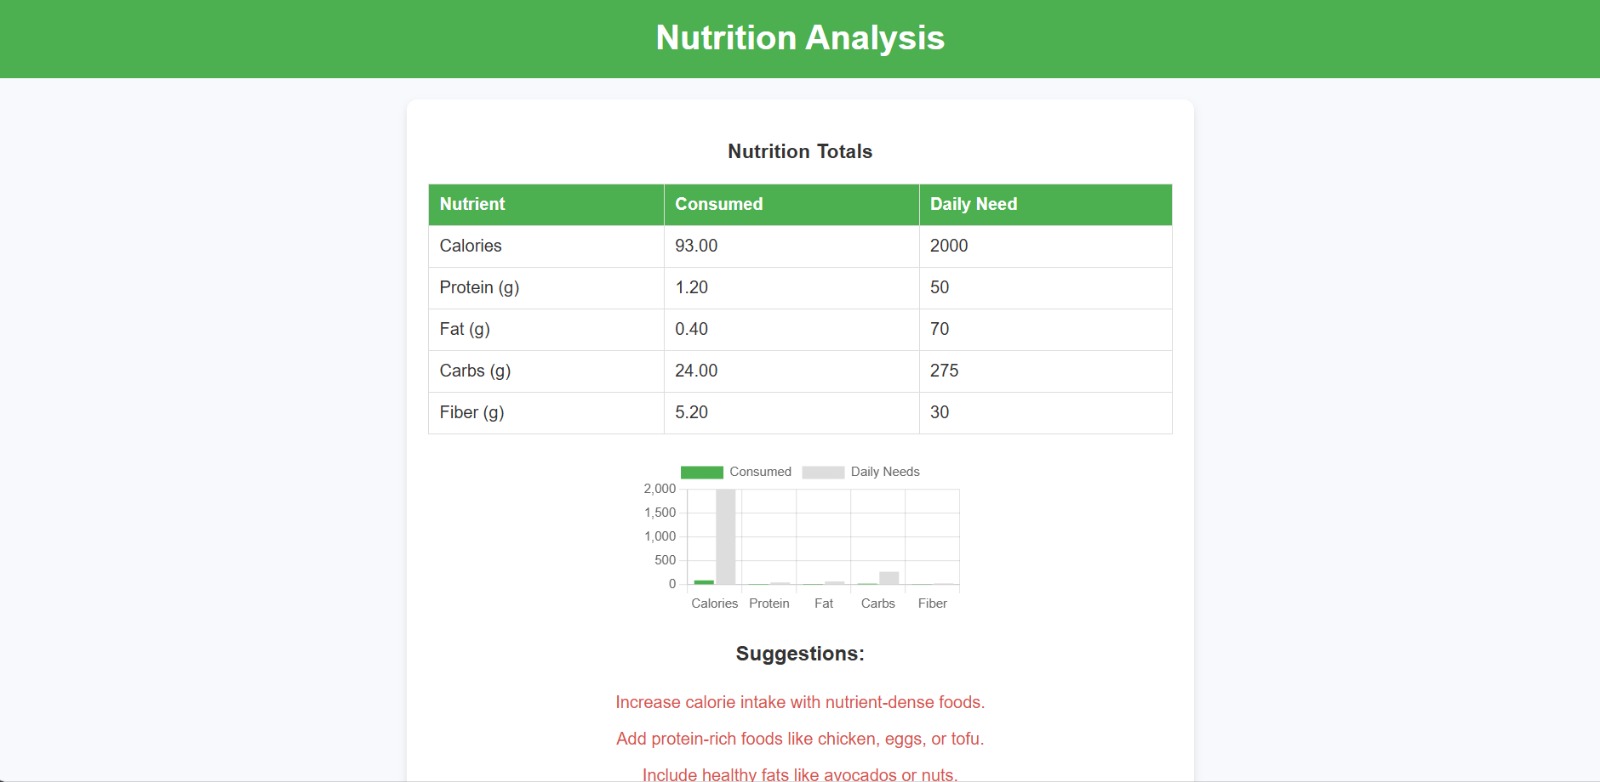 Nutrition Analysis
Nutrition Totals
Nutrient Consumed Daily Need
Calories 93.00 2000
Protein (g) 1.20 50
Fat (g) 0.40 70
Carbs (g) 24.00 275
Fiber (g) 5.20 30
Consumed Daily Needs
2,000
1,500
1,000
500
0
Calories Protein Fat Carbs Fiber
Suggestions:
Increase calorie intake with nutrient-dense foods.
Add protein-rich foods like chicken, eggs, or tofu.
Include healthy fats like avocados or nuts.